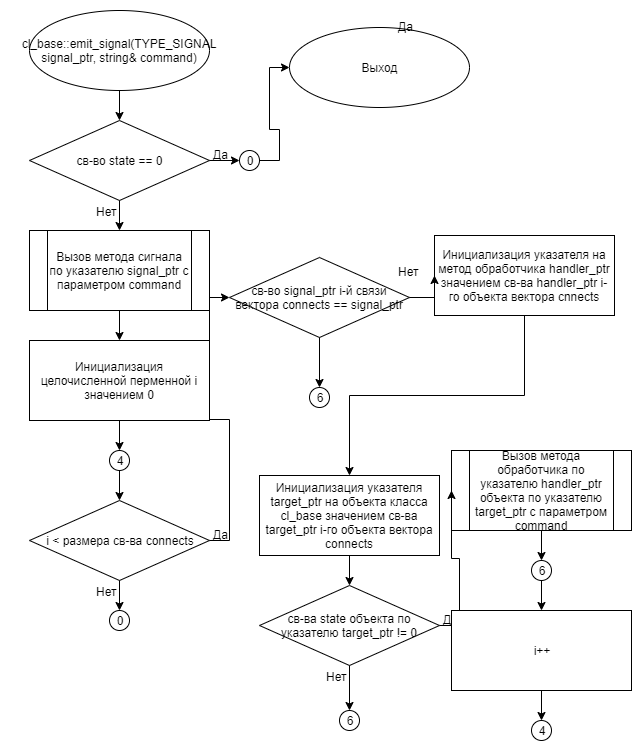 cl_base::emit_signal(TYPE_SIGNAL
signal_ptr, string& command)
Да
Выход
св-во state == 0
Да
0
Нет
Вызов метода сигнала
по указателю signal_ptr с
параметром command
св-во signal_ptr i-й связи
вектора connects == signal_ptr
Нет
Инициализация указателя на
метод обработчика handler_ptr
значением св-ва handler_ptr i-
го объекта вектора cnnects
Инициализация
целочисленной перменной i
значением 0
6
4
i < размера св-ва connects
Да
Нет
0
Инициализация указателя
target_ptr на объекта класса
cl_base значением св-ва
target_ptr i-го объекта вектора
connects
Вызов метода
обработчика по
указателю handler_ptr
объекта по указателю
target_ptr с параметром
command
6
св-ва state объекта по
указателю target_ptr != 0
Нет
6
i++
4